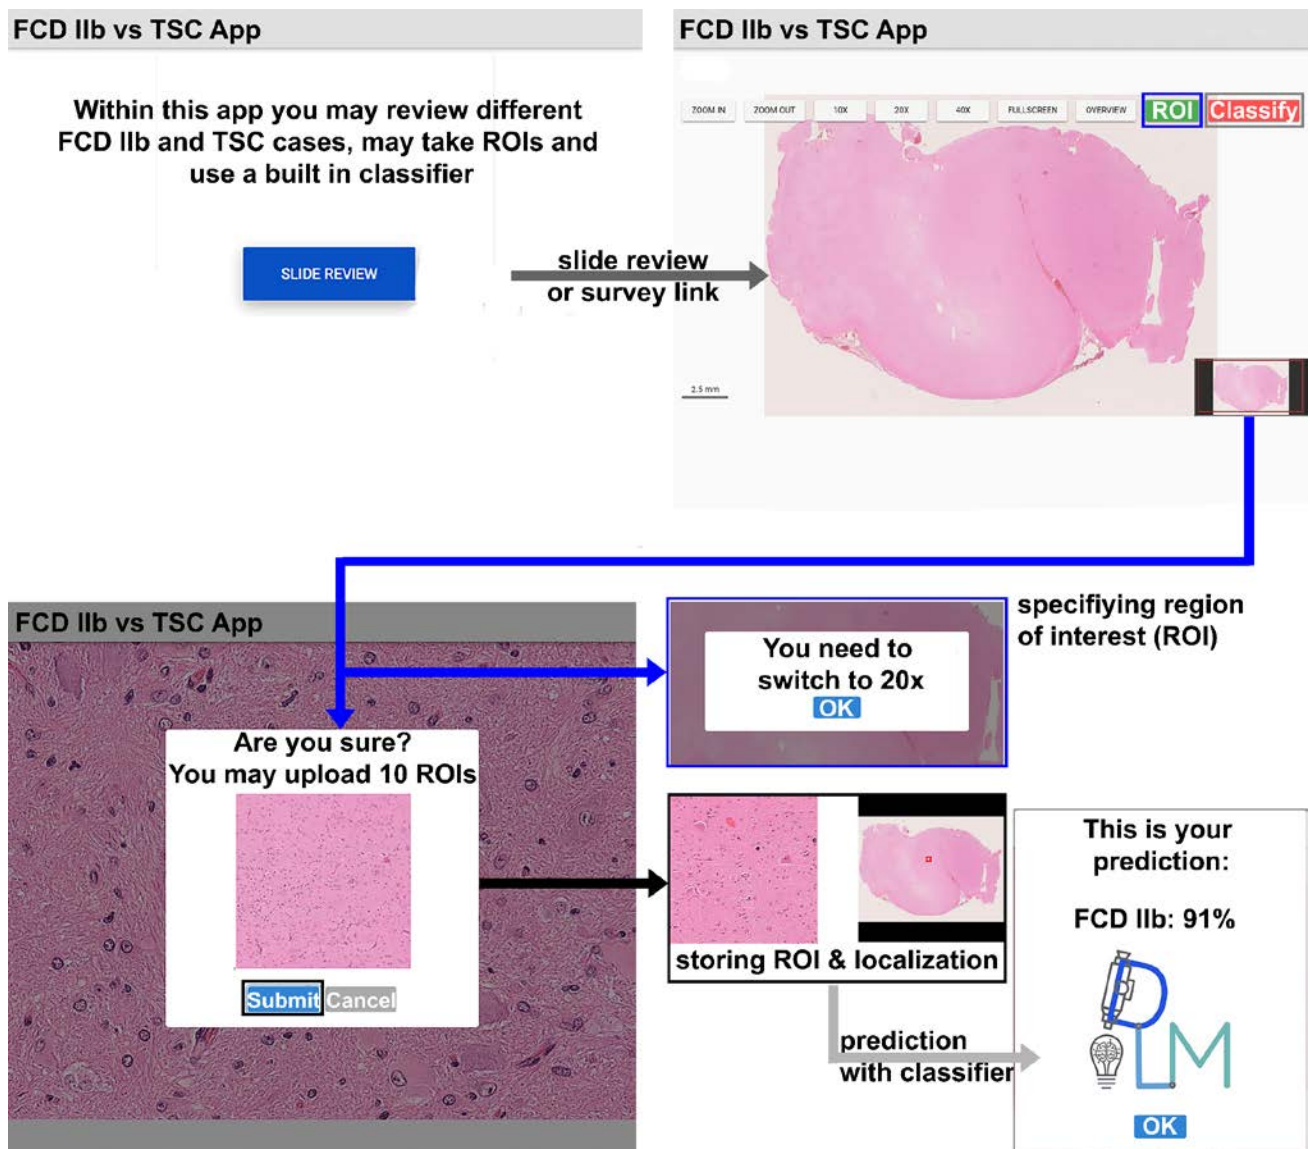 FCD IIb vs TSC App
Within this app you may review different
FCD IIb and TSC cases, may take ROIs and
use a built in classifier
SLIDE REVIEW
slide review
or survey link
FCD IIb vs TSC App
ZOOM IN
ZOOM OUT
10X
20X
40X
FULLSCREEN
OVERVIEW
ROI
Classify
2.5 mm
FCD IIb vs TSC App
Are you sure?
You may upload 10 ROIs
Submit
Cancel
You need to
switch to 20x
OK
specifiying region
of interest (ROI)
storing ROI & localization
prediction
with classifier
This is your
prediction:
FCD IIb: 91%
DLM
OK